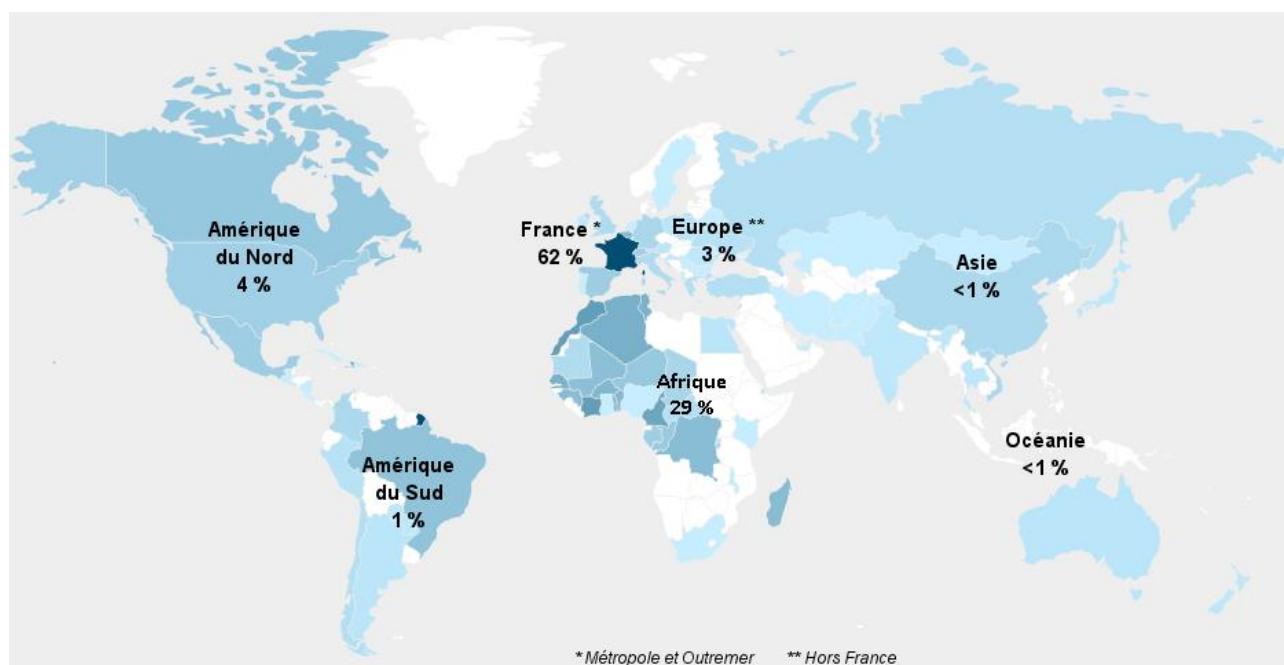 Amérique
du Nord
4 %
France *
62 %
Europe **
3 %
Asie
<1 %
Afrique
29 %
Océanie
<1 %
Amérique
du Sud
1 %
* Métropole et Outremer ** Hors France